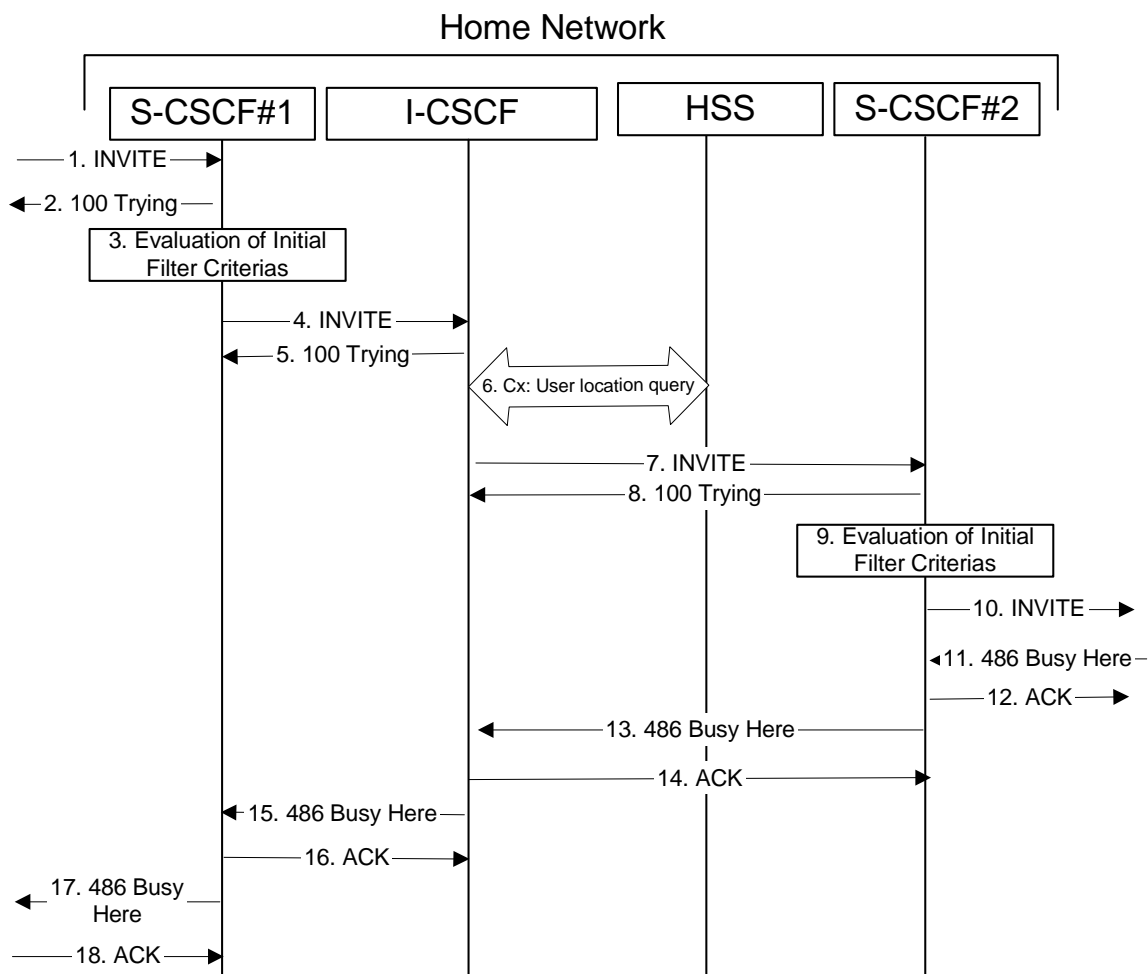 Home Network
S-CSCF#1
I-CSCF
HSS
S-CSCF#2
1. INVITE
2. 100 Trying
3. Evaluation of Initial
Filter Criterias
4. INVITE
5. 100 Trying
6. Cx: User location query
7. INVITE
8. 100 Trying
9. Evaluation of Initial
Filter Criterias
10. INVITE
11. 486 Busy Here
12. ACK
13. 486 Busy Here
14. ACK
15. 486 Busy Here
16. ACK
17. 486 Busy
Here
18. ACK